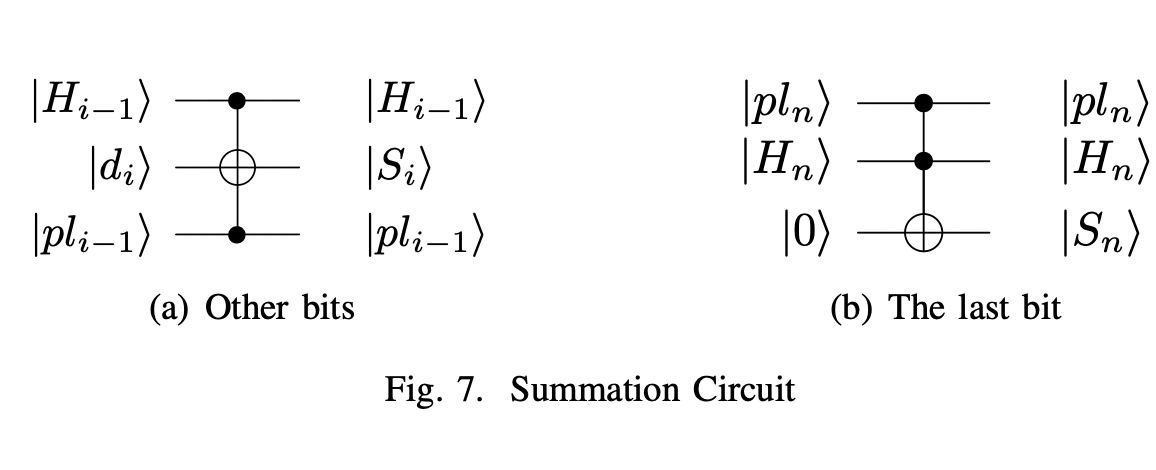 |H_{i−1}⟩ |H_{i−1}⟩ |pl_n⟩ |pl_n⟩
|d_i⟩ |S_i⟩ |H_n⟩ |H_n⟩
|pl_{i−1}⟩ |pl_{i−1}⟩ |0⟩ |S_n⟩
(a) Other bits (b) The last bit
Fig. 7. Summation Circuit